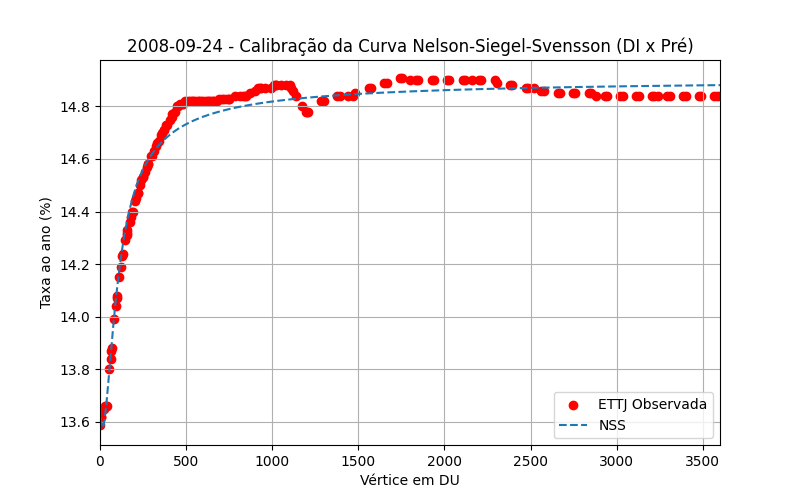 2008-09-24 - Calibração da Curva Nelson-Siegel-Svensson (DI x Pré)
Taxa ao ano (%)
14.8
14.6
14.4
14.2
14.0
13.8
13.6
0 500 1000 1500 2000 2500 3000 3500
Vértice em DU
ETTJ Observada
NSS